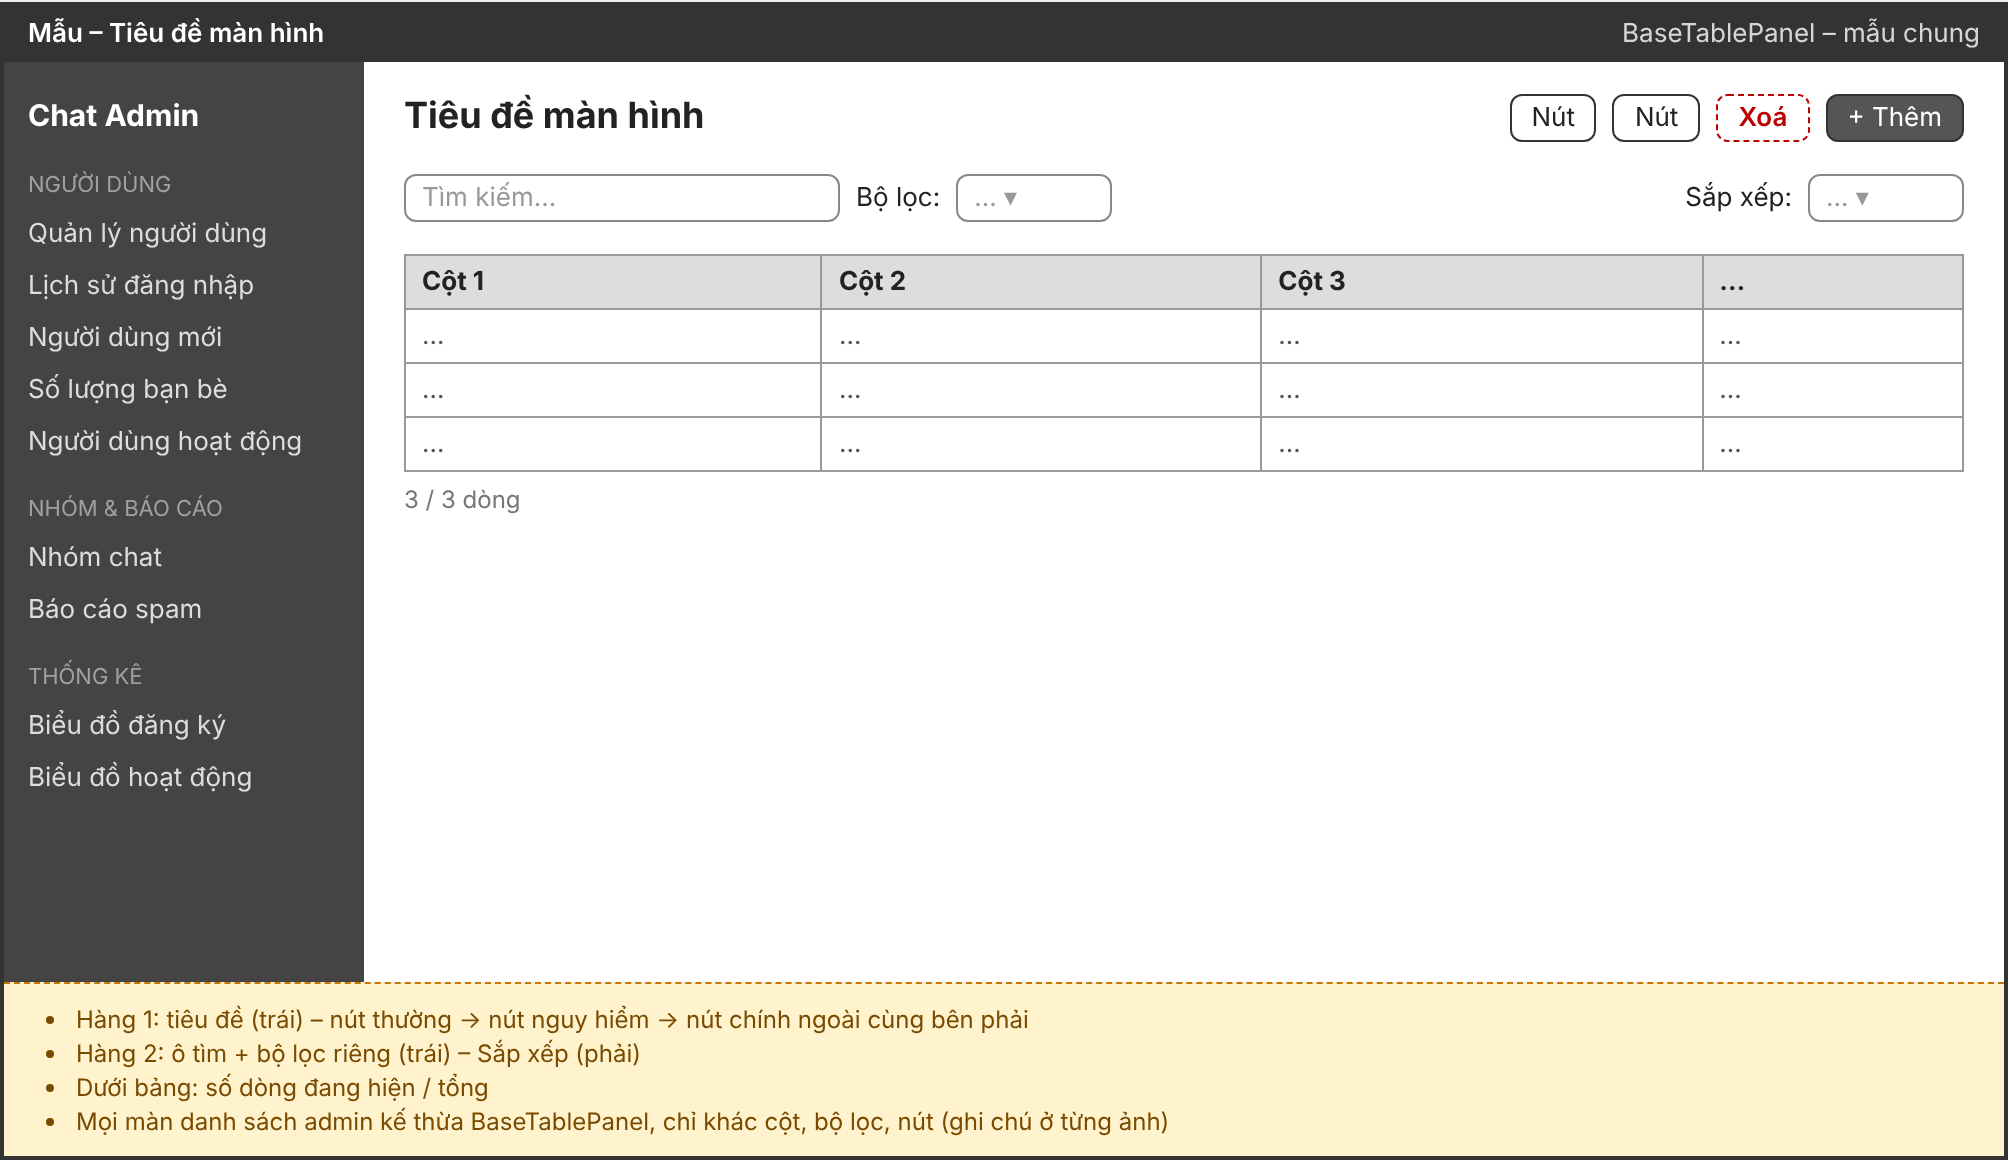 Mẫu – Tiêu đề màn hình
BaseTablePanel – mẫu chung
Chat Admin
NGƯỜI DÙNG
Quản lý người dùng
Lịch sử đăng nhập
Người dùng mới
Số lượng bạn bè
Người dùng hoạt động
NHÓM & BÁO CÁO
Nhóm chat
Báo cáo spam
THỐNG KÊ
Biểu đồ đăng ký
Biểu đồ hoạt động
Tiêu đề màn hình
Nút Nút Xoá + Thêm
Tìm kiếm... Bộ lọc: ... ▾ Sắp xếp: ... ▾
Cột 1 Cột 2 Cột 3 ...
... ... ... ...
... ... ... ...
... ... ... ...
3 / 3 dòng
• Hàng 1: tiêu đề (trái) – nút thường → nút nguy hiểm → nút chính ngoài cùng bên phải
• Hàng 2: ô tìm + bộ lọc riêng (trái) – Sắp xếp (phải)
• Dưới bảng: số dòng đang hiện / tổng
• Mọi màn danh sách admin kế thừa BaseTablePanel, chỉ khác cột, bộ lọc, nút (ghi chú ở từng ảnh)